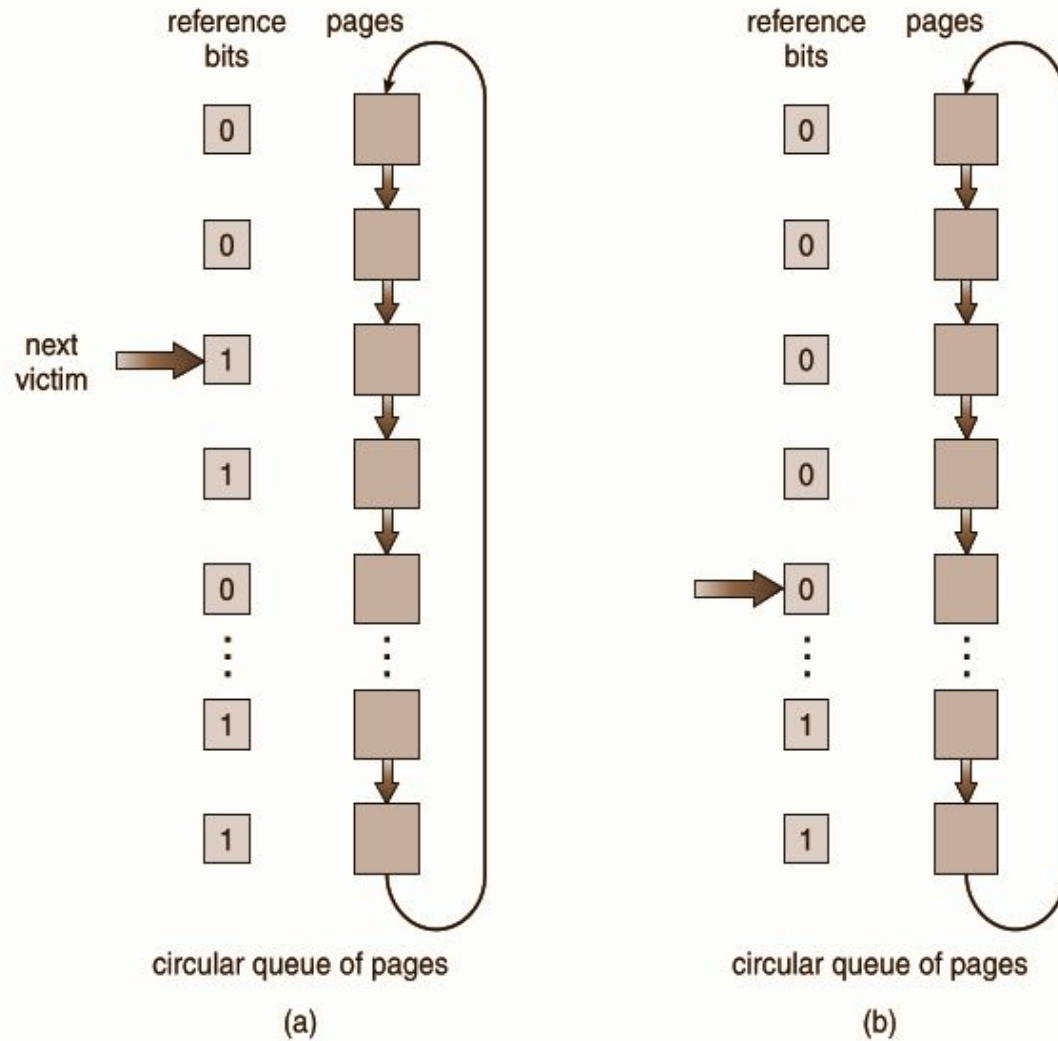 reference bits
pages
0
0
next victim
1
1
0
1
1
circular queue of pages
(a)
reference bits
pages
0
0
0
0
0
1
1
circular queue of pages
(b)